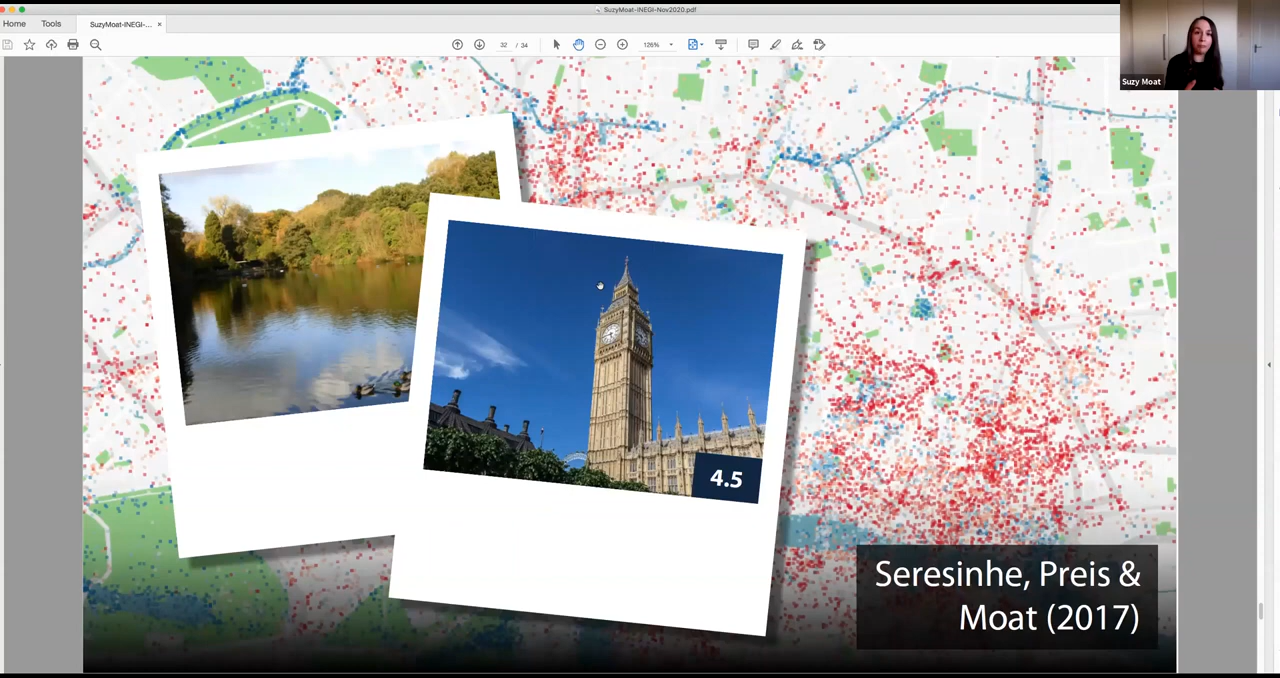 SuzyMoat-INEGI-Nov2020.pdf
Home
Tools
SuzyMoat-INEGI-...
32 / 34
126%
Suzy Moat
4.5
Seresinhe, Preis &
Moat (2017)